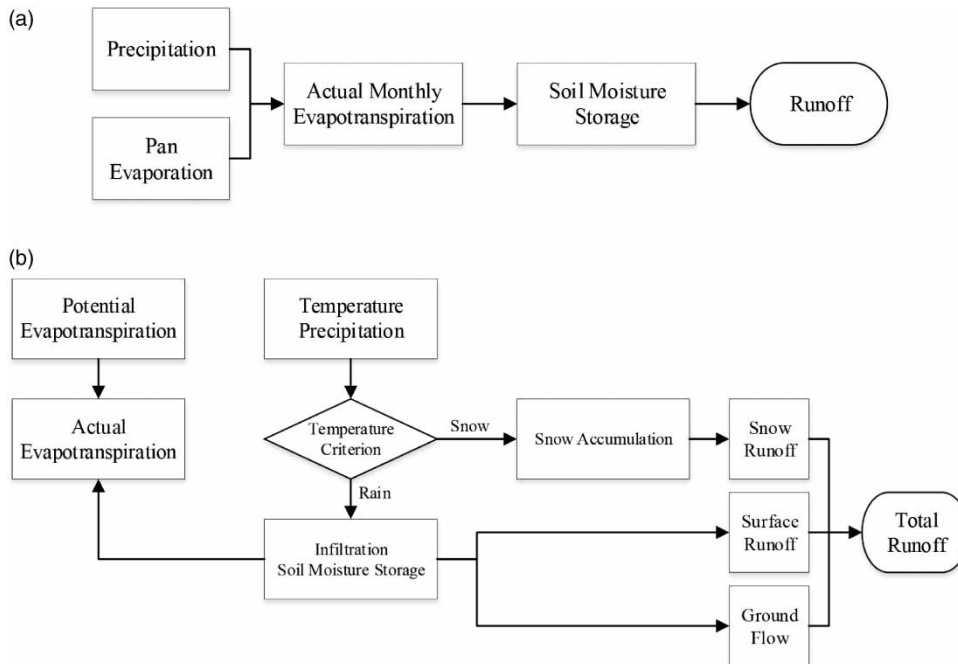 (a)
Precipitation
Pan
Evaporation
Actual Monthly
Evapotranspiration
Soil Moisture
Storage
Runoff
(b)
Potential
Evapotranspiration
Actual
Evapotranspiration
Temperature
Precipitation
Temperature
Criterion
Snow
Rain
Infiltration
Soil Moisture Storage
Snow Accumulation
Snow
Runoff
Surface
Runoff
Ground
Flow
Total
Runoff